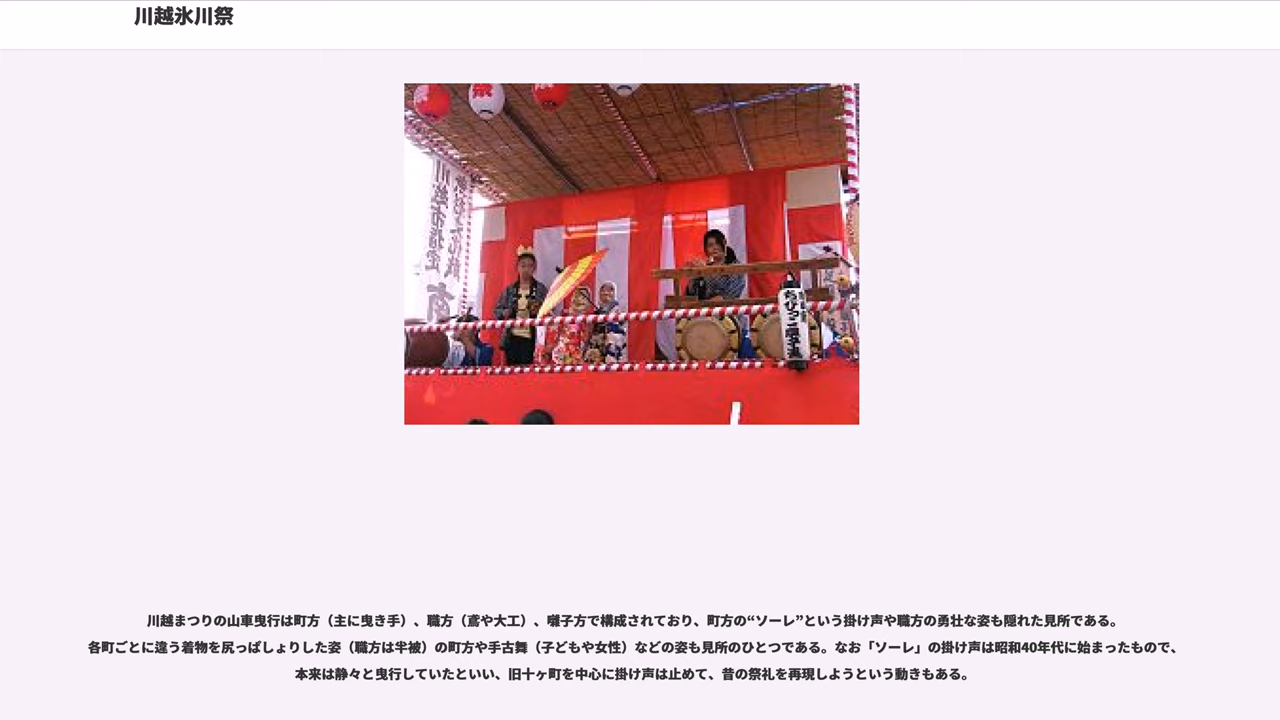 川越氷川祭
祭
祭
祭
ちびっこ囃子連
川越まつりの山車曳行は町方（主に曳き手）、職方（鳶や大工）、囃子方で構成されており、町方の“ソーレ”という掛け声や職方の勇壮な姿も隠れた見所である。
各町ごとに違う着物を尻っぱしょりした姿（職方は半被）の町方や手古舞（子どもや女性）などの姿も見所のひとつである。なお「ソーレ」の掛け声は昭和40年代に始まったもので、
本来は静々と曳行していたといい、旧十ヶ町を中心に掛け声は止めて、昔の祭礼を再現しようという動きもある。